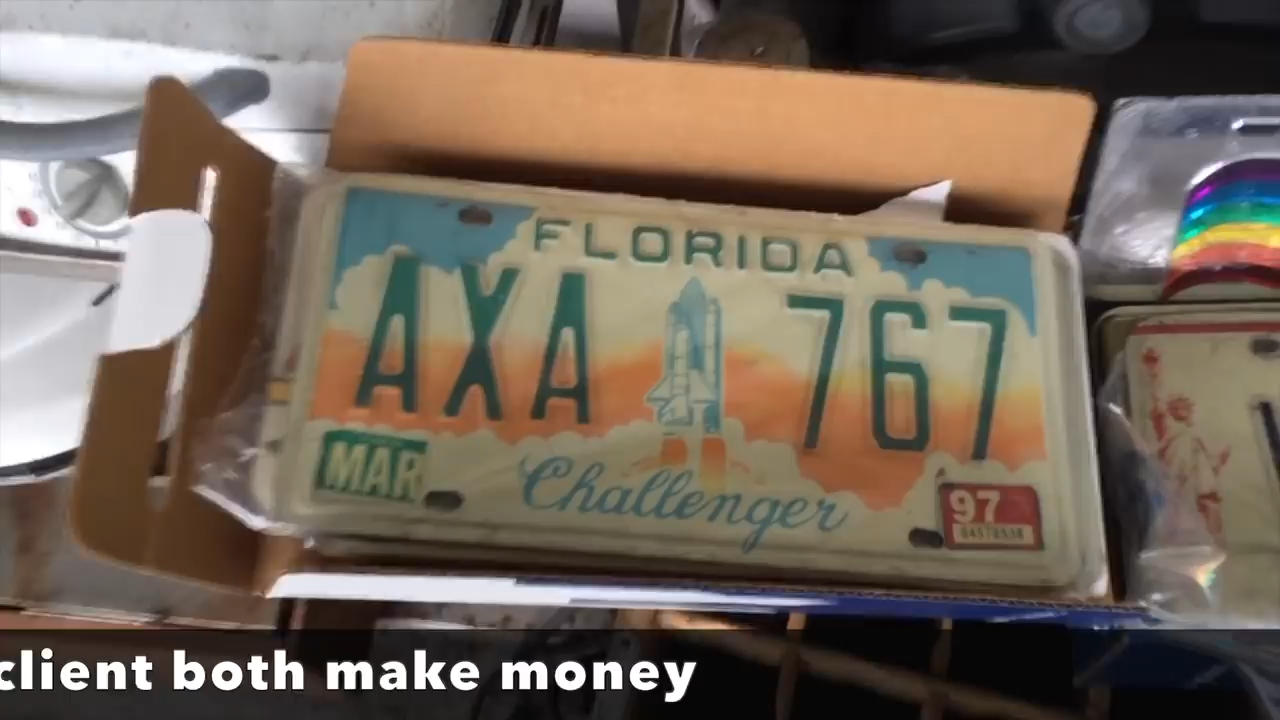 FLORIDA
AXA 767
MAR
Challenger
97
client both make money